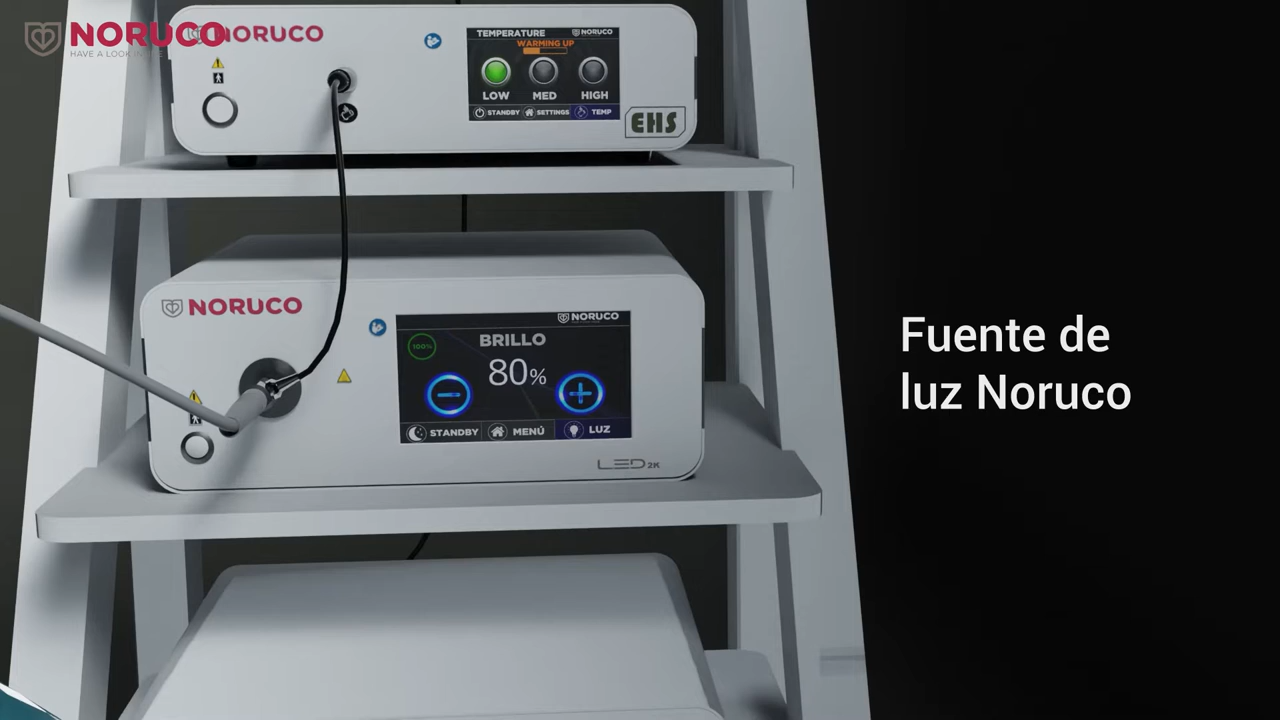 NORUCO
HAVE A LOOK
NORUCO
TEMPERATURE
NORUCO
WARMING UP
LOW MED HIGH
STANDBY SETTINGS TEMP
EHS
NORUCO
NORUCO
BRILLO
100%
80%
STANDBY MENÚ LUZ
LED 2K
Fuente de
luz Noruco